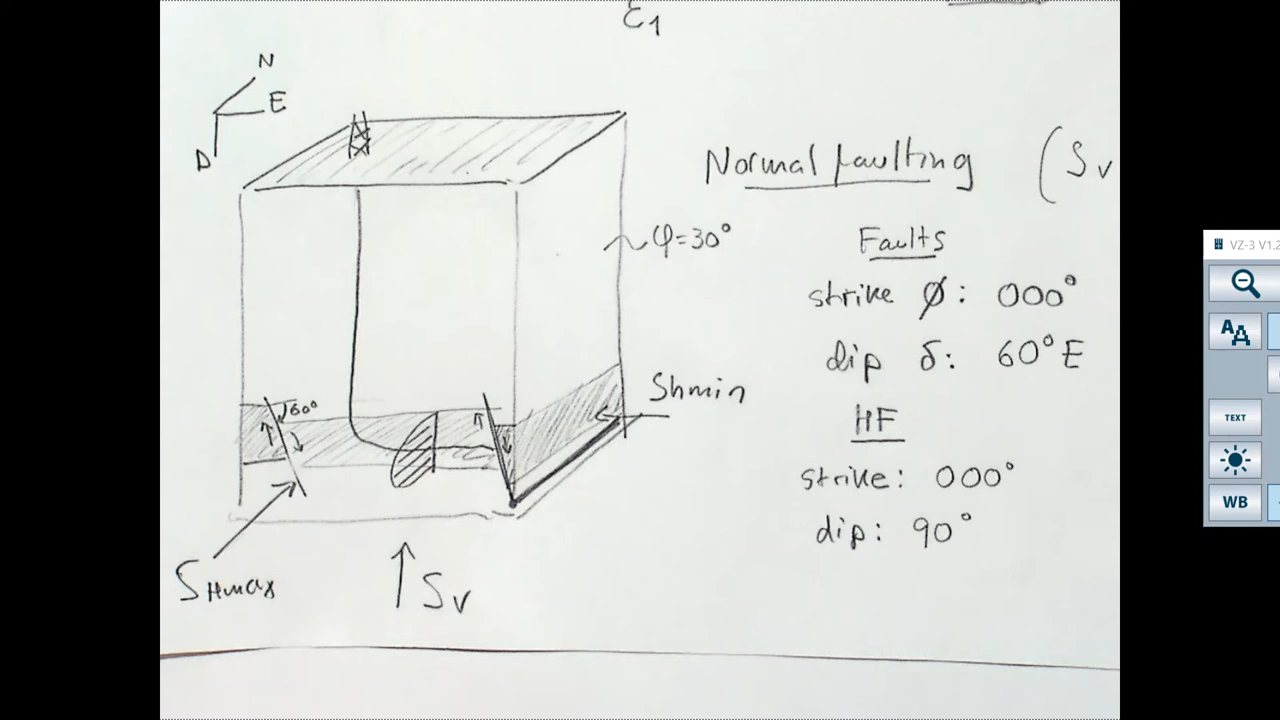 ε1
N
E
D
Normal faulting (Sv
φ=30°
Faults
strike ∅: 000°
dip δ: 60°E
60°
Shmin
HF
strike: 000°
dip: 90°
SHmax
Sv
VZ-3 V1.2
AA
TEXT
WB